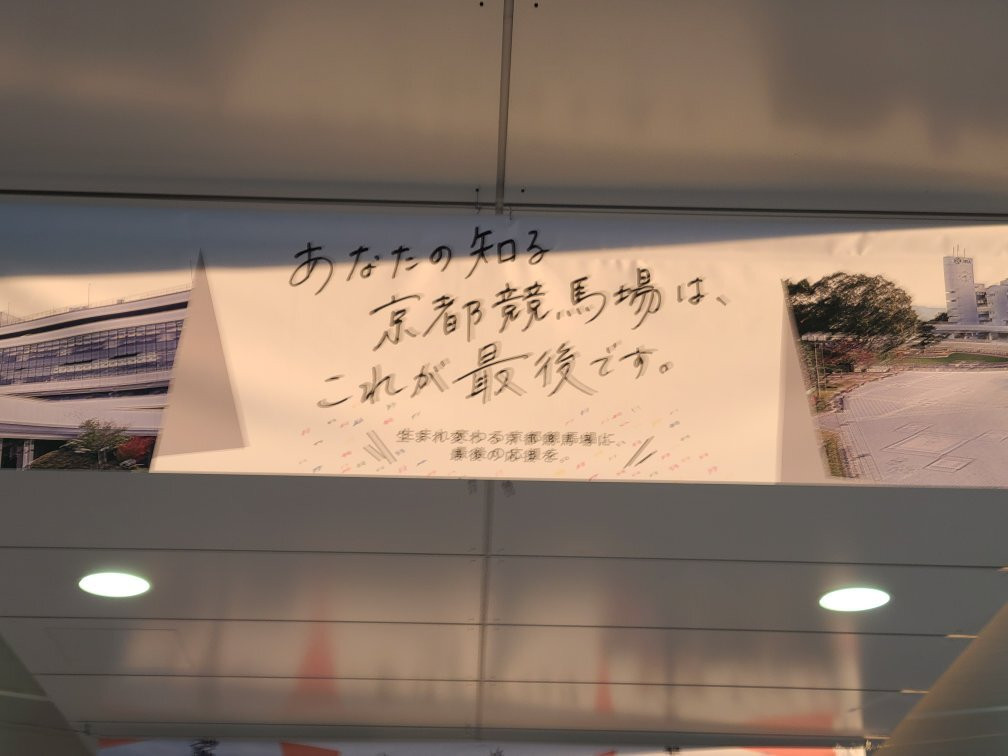 あなたの知る
京都競馬場は、
これが最後です。
生まれ変わる京都競馬場に
最後の応援を。